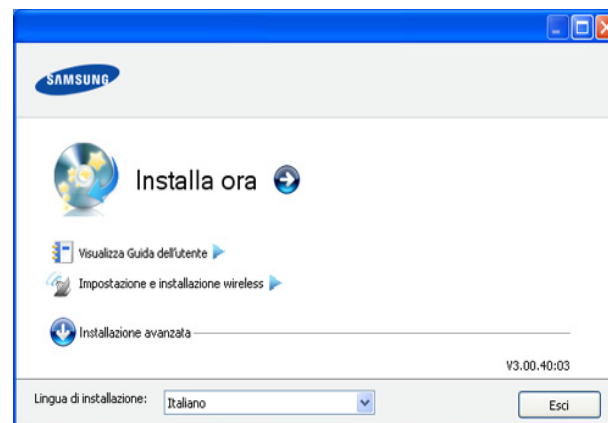 SAMSUNG
Installa ora
Visualizza Guida dell'utente
Impostazione e installazione wireless
Installazione avanzata
V3.00.40:03
Lingua di installazione: Italiano Esci